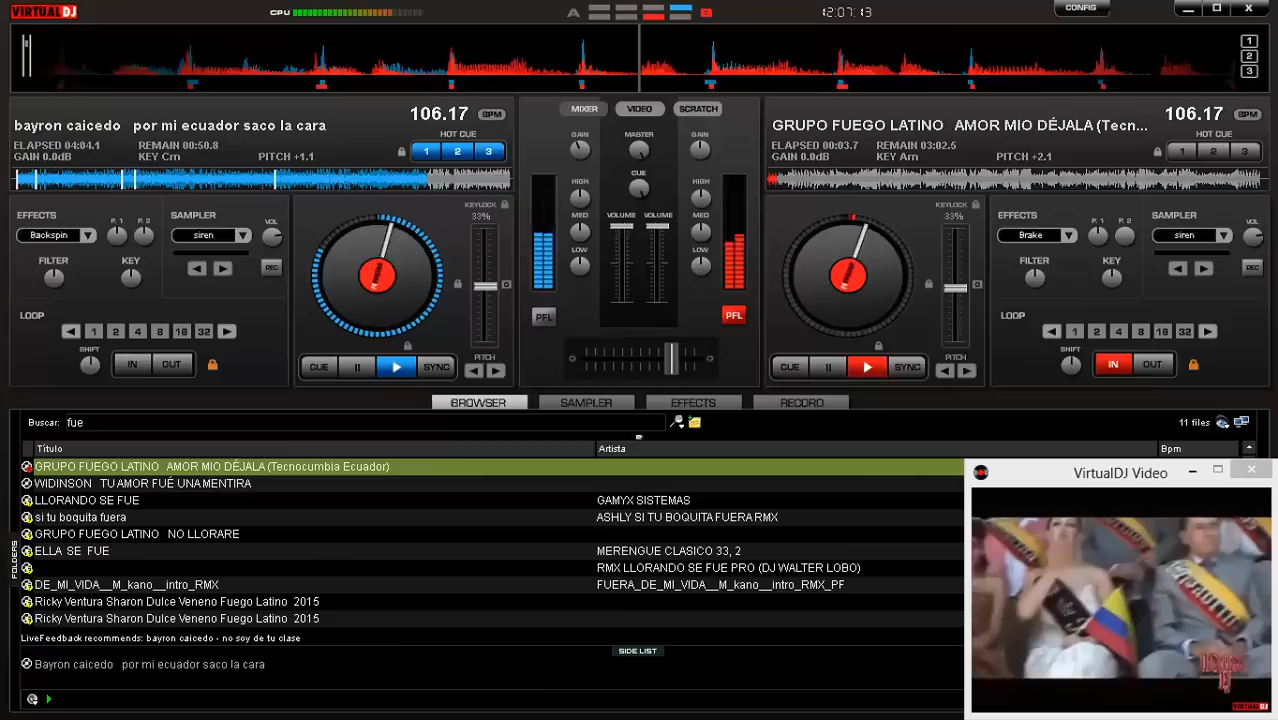 VIRTUAL DJ
CPU
A
B
12:07:13
CONFIG
1
2
3
106.17 BPM
bayron caicedo por mi ecuador saco la cara
HOT CUE
ELAPSED 04:04.1 REMAIN 00:50.8
GAIN 0.0dB KEY Cm PITCH +1.1
1 2 3
EFFECTS
P. 1 P. 2
SAMPLER
VOL
Backspin
siren
FILTER
KEY
REC
LOOP
1 2 4 8 16 32
SHIFT
IN OUT
KEYLOCK
33%
0
PITCH
CUE
SYNC
MIXER VIDEO SCRATCH
GAIN MASTER GAIN
CUE
HIGH HIGH
MED VOLUME VOLUME MED
LOW LOW
PFL PFL
106.17 BPM
GRUPO FUEGO LATINO AMOR MIO DÉJALA (Tecn...
HOT CUE
ELAPSED 00:03.7 REMAIN 03:02.5
GAIN 0.0dB KEY Am PITCH +2.1
1 2 3
KEYLOCK
33%
0
PITCH
CUE
SYNC
EFFECTS
P. 1 P. 2
SAMPLER
VOL
Brake
siren
FILTER
KEY
REC
LOOP
1 2 4 8 16 32
SHIFT
IN OUT
BROWSER SAMPLER EFFECTS RECORD
Buscar: fue
11 files
Título Artista Bpm
GRUPO FUEGO LATINO AMOR MIO DÉJALA (Tecnocumbia Ecuador)
WIDINSON TU AMOR FUÉ UNA MENTIRA
LLORANDO SE FUE GAMYX SISTEMAS
si tu boquita fuera ASHLY SI TU BOQUITA FUERA RMX
GRUPO FUEGO LATINO NO LLORARE
ELLA SE FUE MERENGUE CLASICO 33, 2
RMX LLORANDO SE FUE PRO (DJ WALTER LOBO)
DE_MI_VIDA__M_kano__intro_RMX FUERA_DE_MI_VIDA__M_kano__intro_RMX_PF
Ricky Ventura Sharon Dulce Veneno Fuego Latino 2015
Ricky Ventura Sharon Dulce Veneno Fuego Latino 2015
FOLDERS
LiveFeedback recommends: bayron caicedo - no soy de tu clase
SIDE LIST
Bayron caicedo por mi ecuador saco la cara
VirtualDJ Video
VIRTUAL DJ